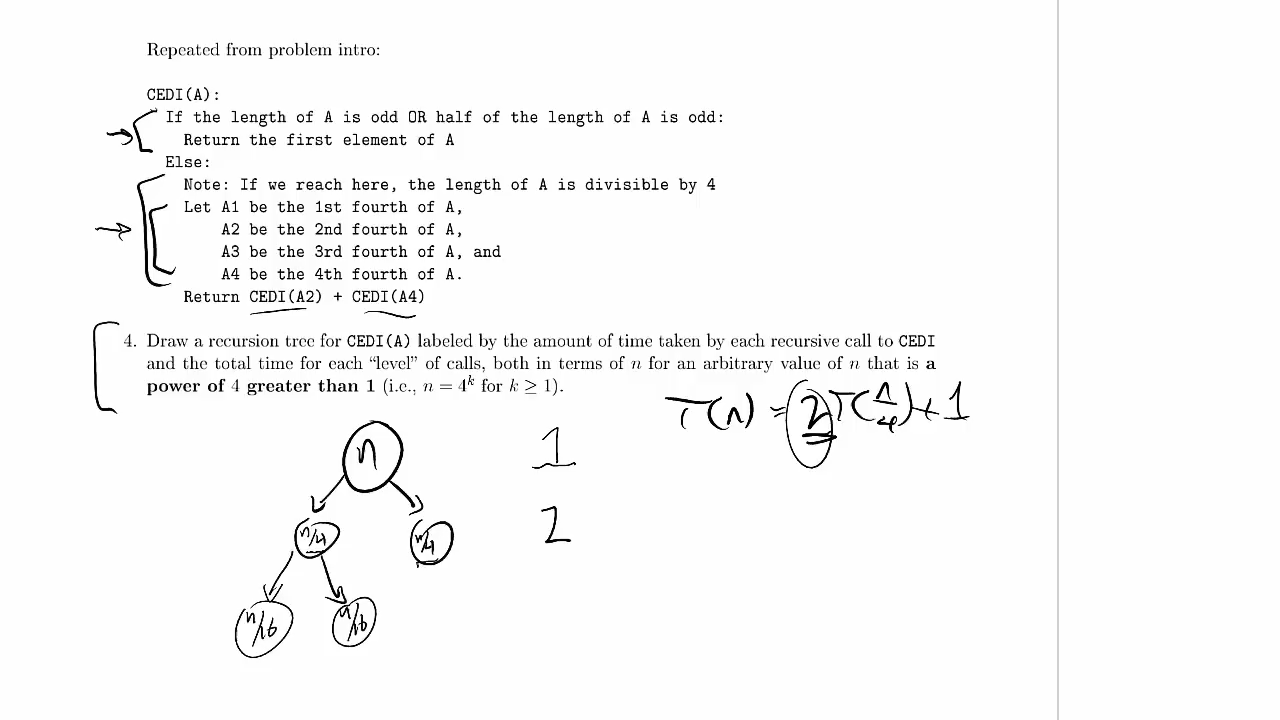 Repeated from problem intro:
CEDI(A):
If the length of A is odd OR half of the length of A is odd:
Return the first element of A
Else:
Note: If we reach here, the length of A is divisible by 4
Let A1 be the 1st fourth of A,
A2 be the 2nd fourth of A,
A3 be the 3rd fourth of A, and
A4 be the 4th fourth of A.
Return CEDI(A2) + CEDI(A4)
4. Draw a recursion tree for CEDI(A) labeled by the amount of time taken by each recursive call to CEDI
and the total time for each “level” of calls, both in terms of n for an arbitrary value of n that is a
power of 4 greater than 1 (i.e., n = 4^k for k ≥ 1).
T(n) = 2T(n/4) + 1
n 1
n/4 n/4 2
n/16 n/16